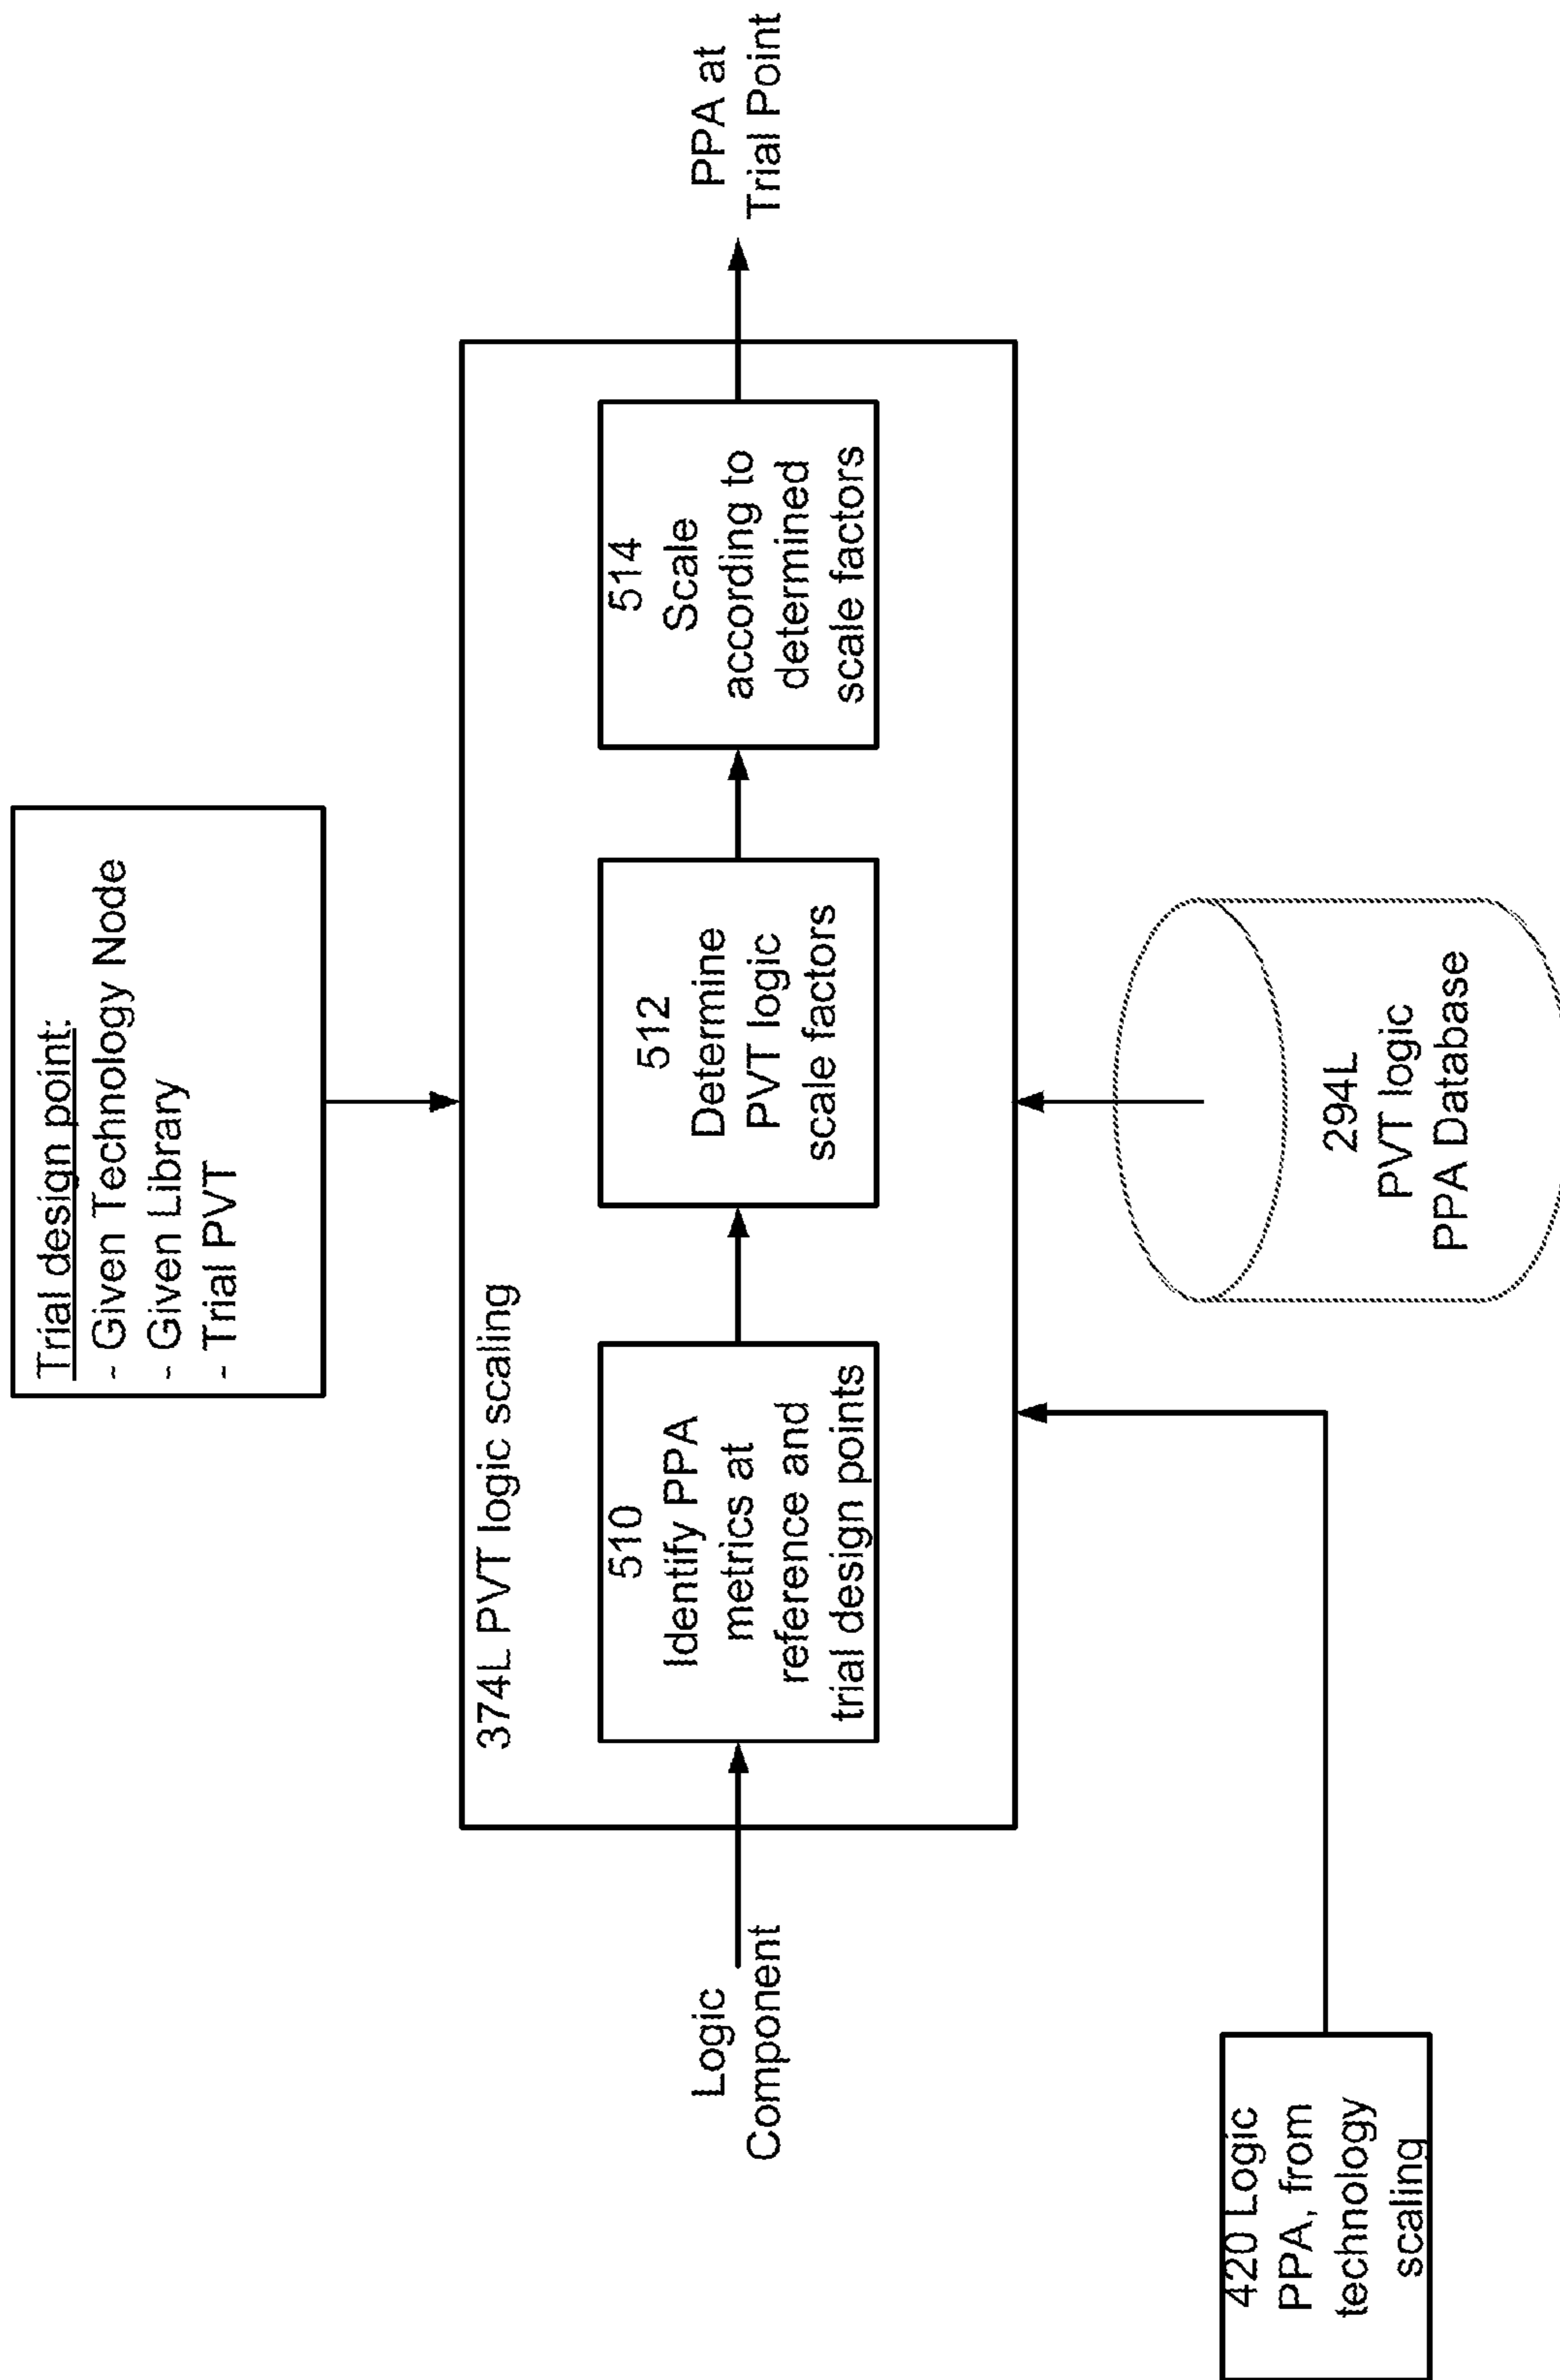 Trial design point:
- Given Technology Node
- Given Library
- Trial PVT
374L PVT logic scaling
Logic
Component
510
Identify PPA
metrics at
reference and
trial design points
512
Determine
PVT logic
scale factors
514
Scale
according to
determined
scale factors
PPA at
Trial Point
420 Logic
PPA, from
technology
scaling
294L
PVT logic
PPA Database